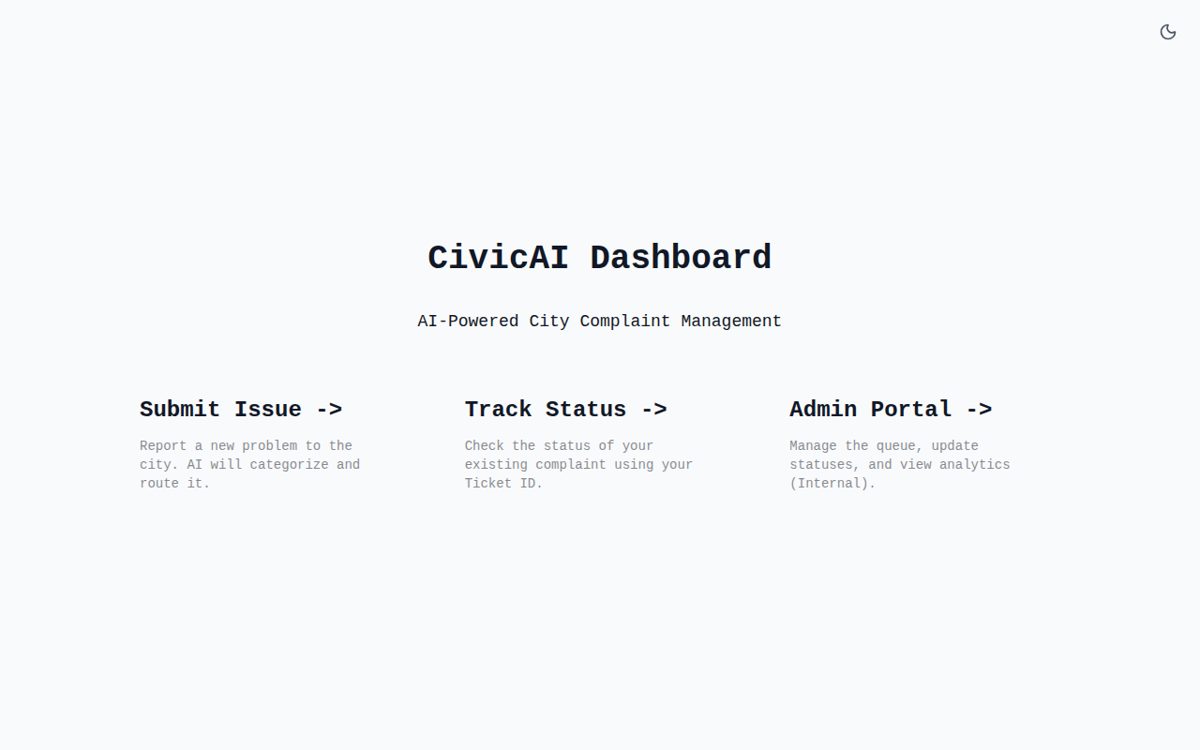 CivicAI Dashboard
AI-Powered City Complaint Management
Submit Issue ->
Report a new problem to the
city. AI will categorize and
route it.
Track Status ->
Check the status of your
existing complaint using your
Ticket ID.
Admin Portal ->
Manage the queue, update
statuses, and view analytics
(Internal).